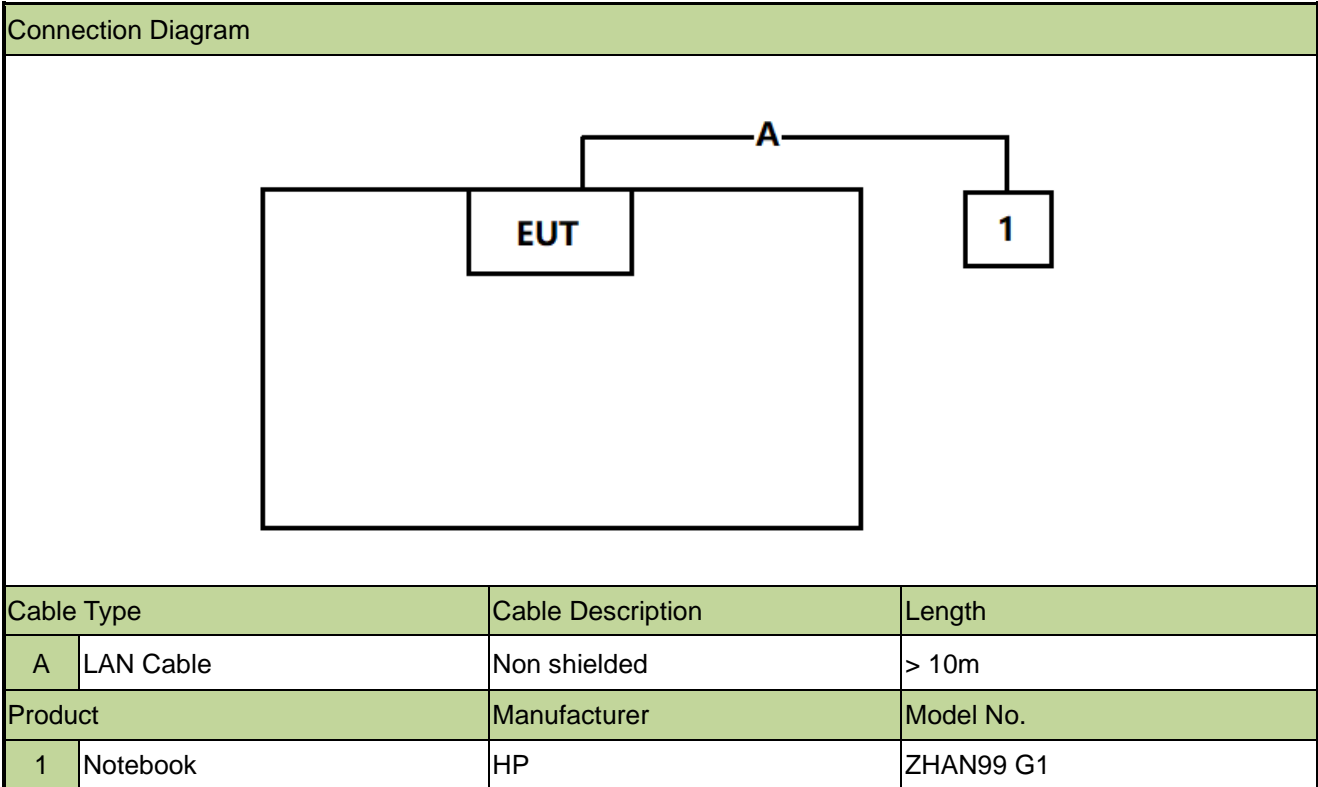 Connection Diagram
A
EUT
1
Cable Type Cable Description Length
A LAN Cable Non shielded > 10m
Product Manufacturer Model No.
1 Notebook HP ZHAN99 G1